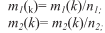 m₁(ₖ) = m₁(k)/n₁;
m₂(k) = m₂(k)/n₂;